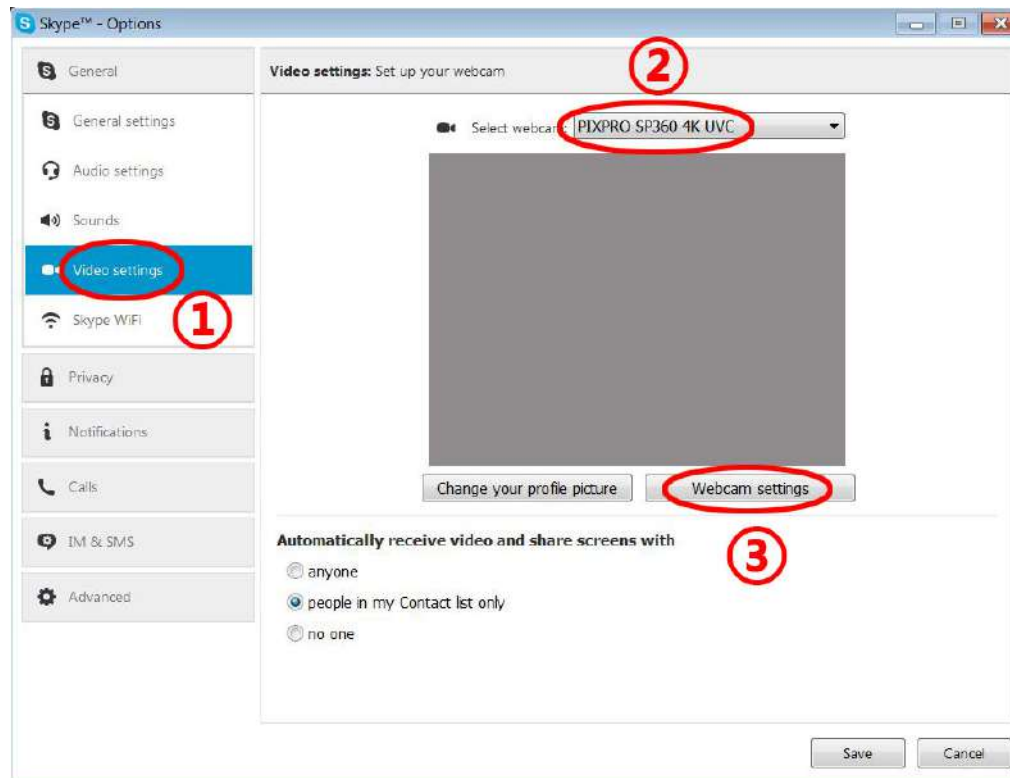 Skype™ - Options
General
General settings
Audio settings
Sounds
Video settings
Skype WiFi
Privacy
Notifications
Calls
IM & SMS
Advanced
Video settings: Set up your webcam
Select webcam: PIXPRO SP360 4K UVC
Change your profile picture
Webcam settings
Automatically receive video and share screens with
anyone
people in my Contact list only
no one
Save
Cancel
1
2
3